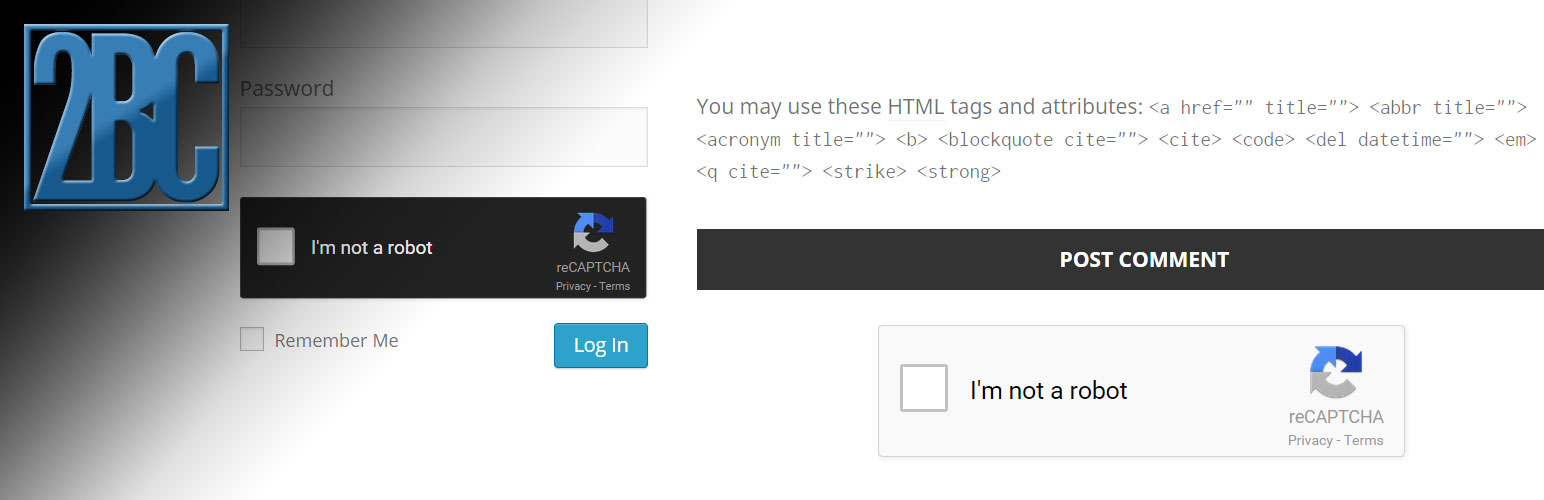 2BC
Password
I'm not a robot
reCAPTCHA
Privacy - Terms
Remember Me
Log In
You may use these HTML tags and attributes: <a href="" title=""> <abbr title="">
<acronym title=""> <b> <blockquote cite=""> <cite> <code> <del datetime=""> <em>
<q cite=""> <strike> <strong>
POST COMMENT
I'm not a robot
reCAPTCHA
Privacy - Terms